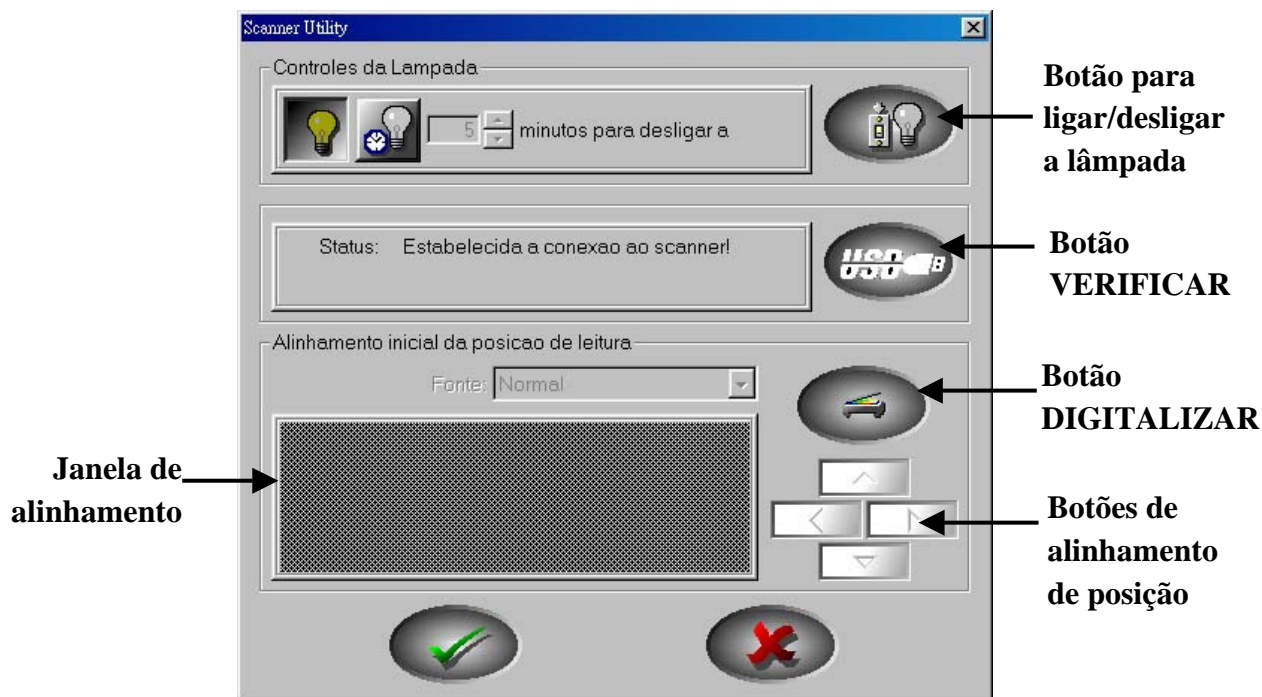 Scanner Utility
Controles da Lampada
5 minutos para desligar a
Botão para
ligar/desligar
a lâmpada
Status: Estabelecida a conexao ao scanner!
USB
Botão
VERIFICAR
Alinhamento inicial da posicao de leitura
Fonte: Normal
Botão
DIGITALIZAR
Janela de
alinhamento
Botões de
alinhamento
de posição